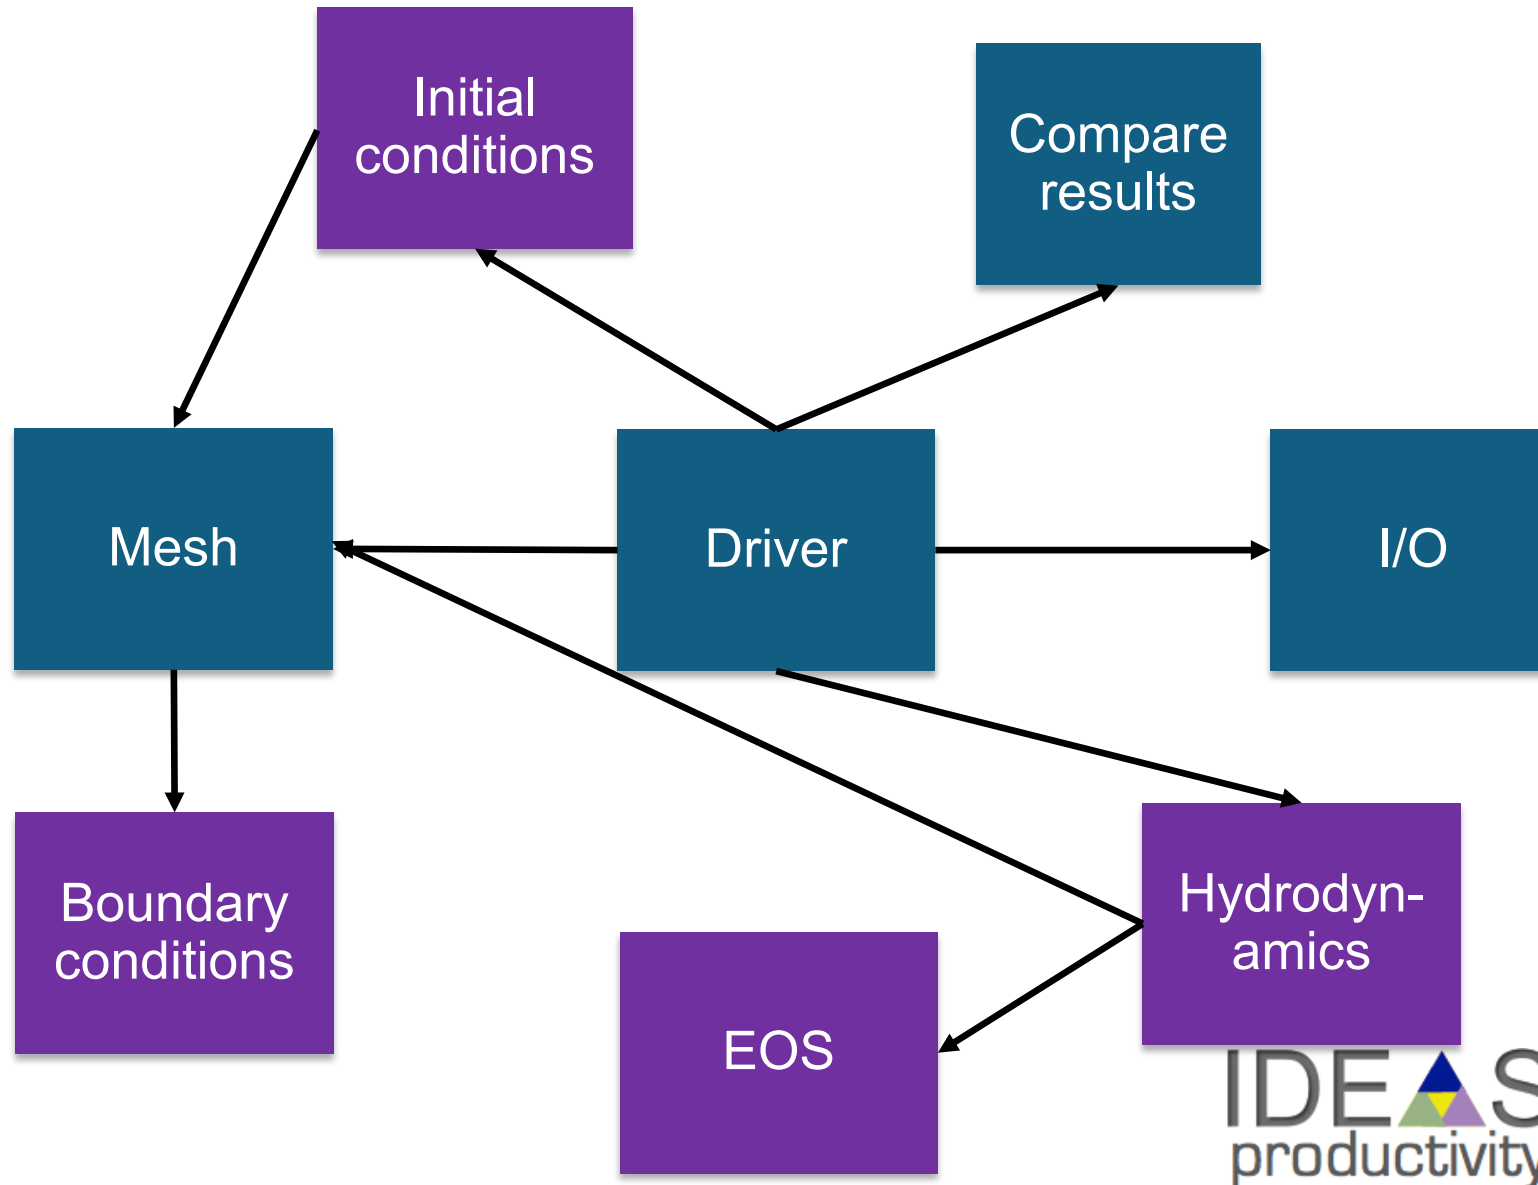 Initial
conditions
Compare
results
Mesh
Driver
I/O
Boundary
conditions
Hydrodyn-
amics
EOS
IDEAS
productivity